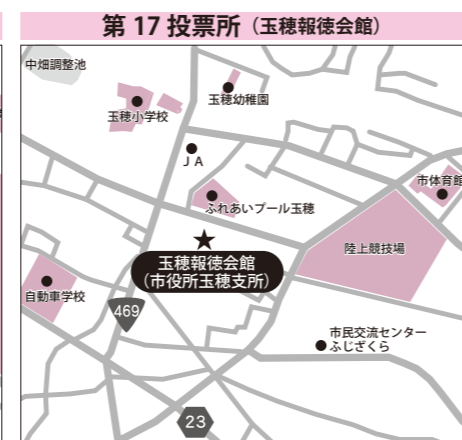 第17投票所（玉穂報徳会館）
中畑調整池
玉穂小学校
玉穂幼稚園
ＪＡ
ふれあいプール玉穂
市体育館
陸上競技場
玉穂報徳会館
（市役所玉穂支所）
自動車学校
469
市民交流センター
ふじざくら
23